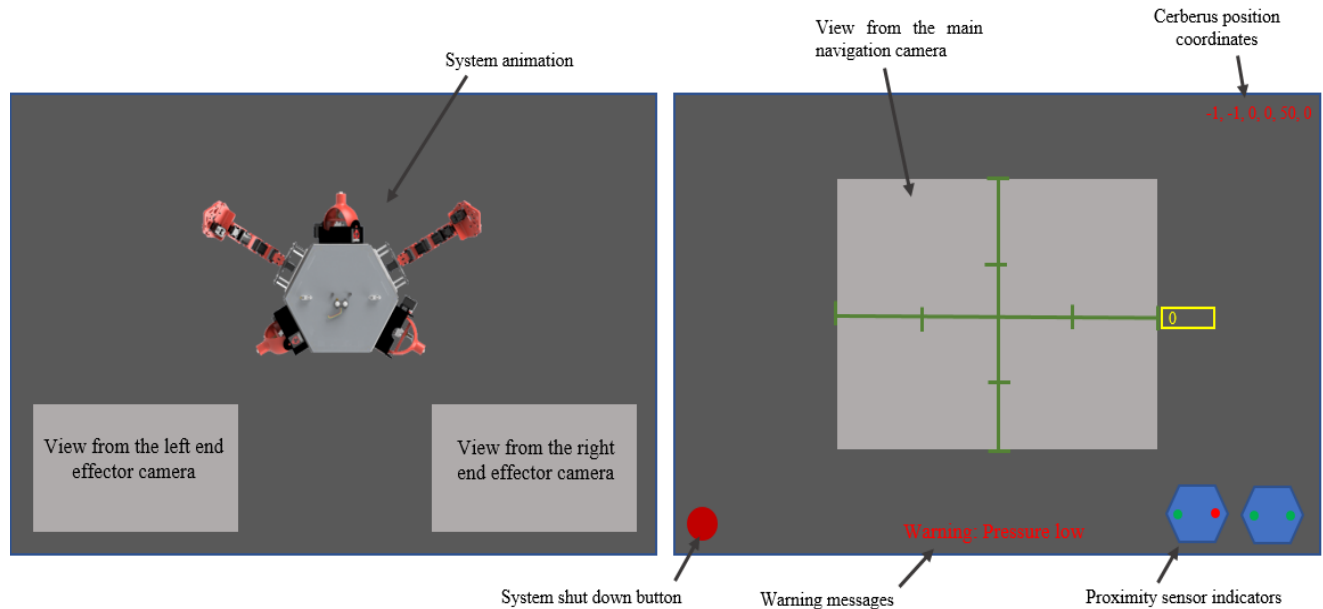 Cerberus position
coordinates
View from the main
navigation camera
System animation
-1, -1, 0, 0, 50, 0
0
View from the left end
effector camera
View from the right
end effector camera
Warning: Pressure low
System shut down button
Warning messages
Proximity sensor indicators